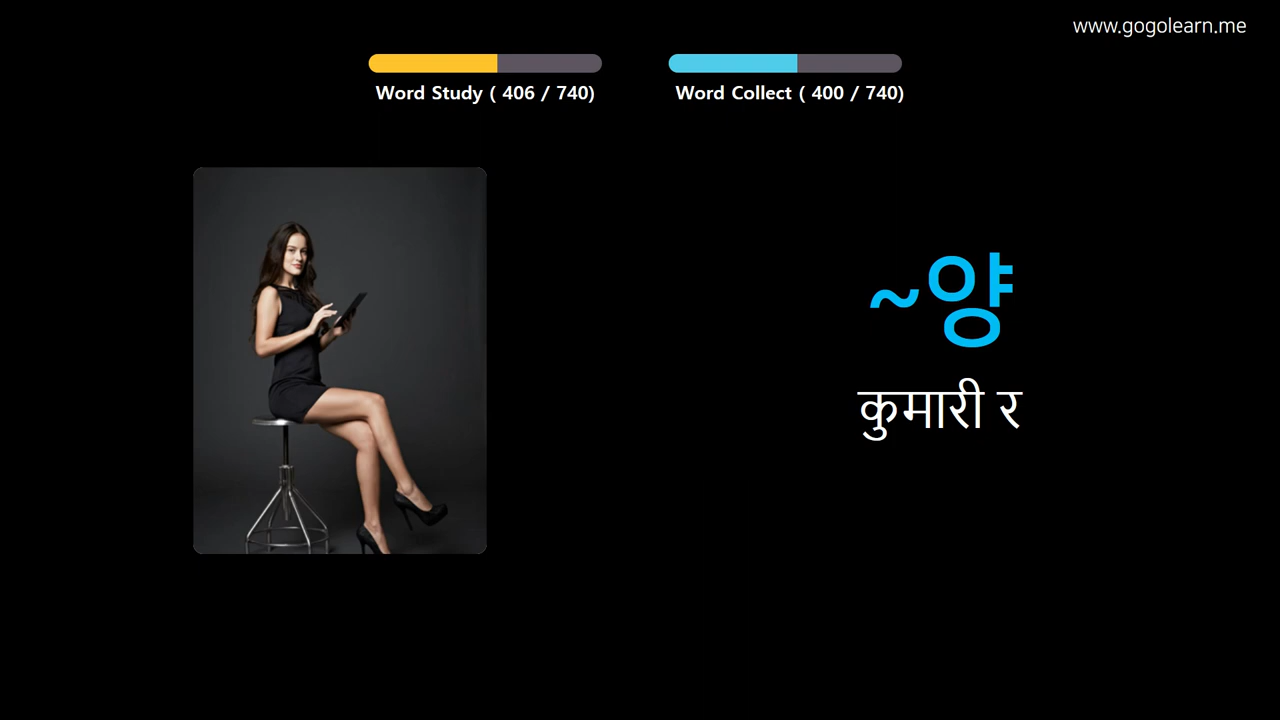 www.gogolearn.me
Word Study ( 406 / 740)
Word Collect ( 400 / 740)
~양
कुमारी र